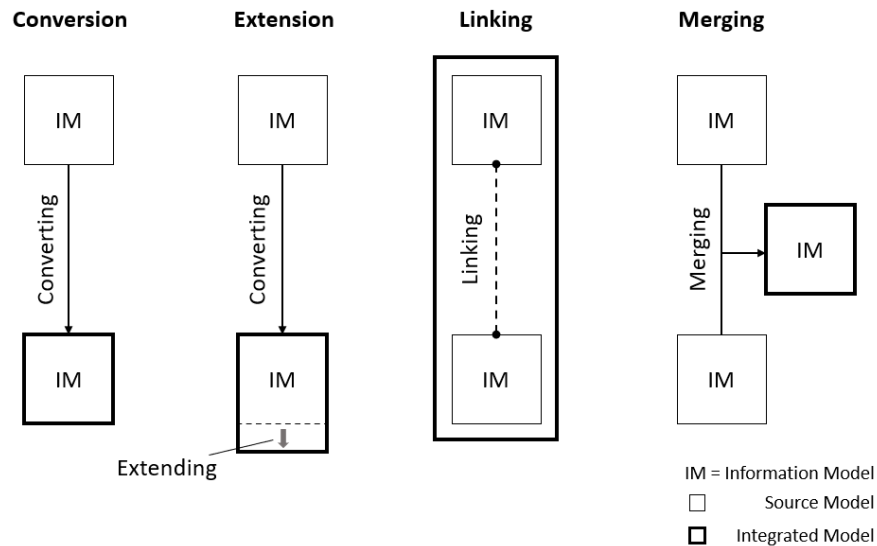 Conversion
Extension
Linking
Merging
IM
IM
IM
IM
Converting
Converting
Linking
Merging
IM
IM
IM
IM
IM
Extending
IM = Information Model
Source Model
Integrated Model